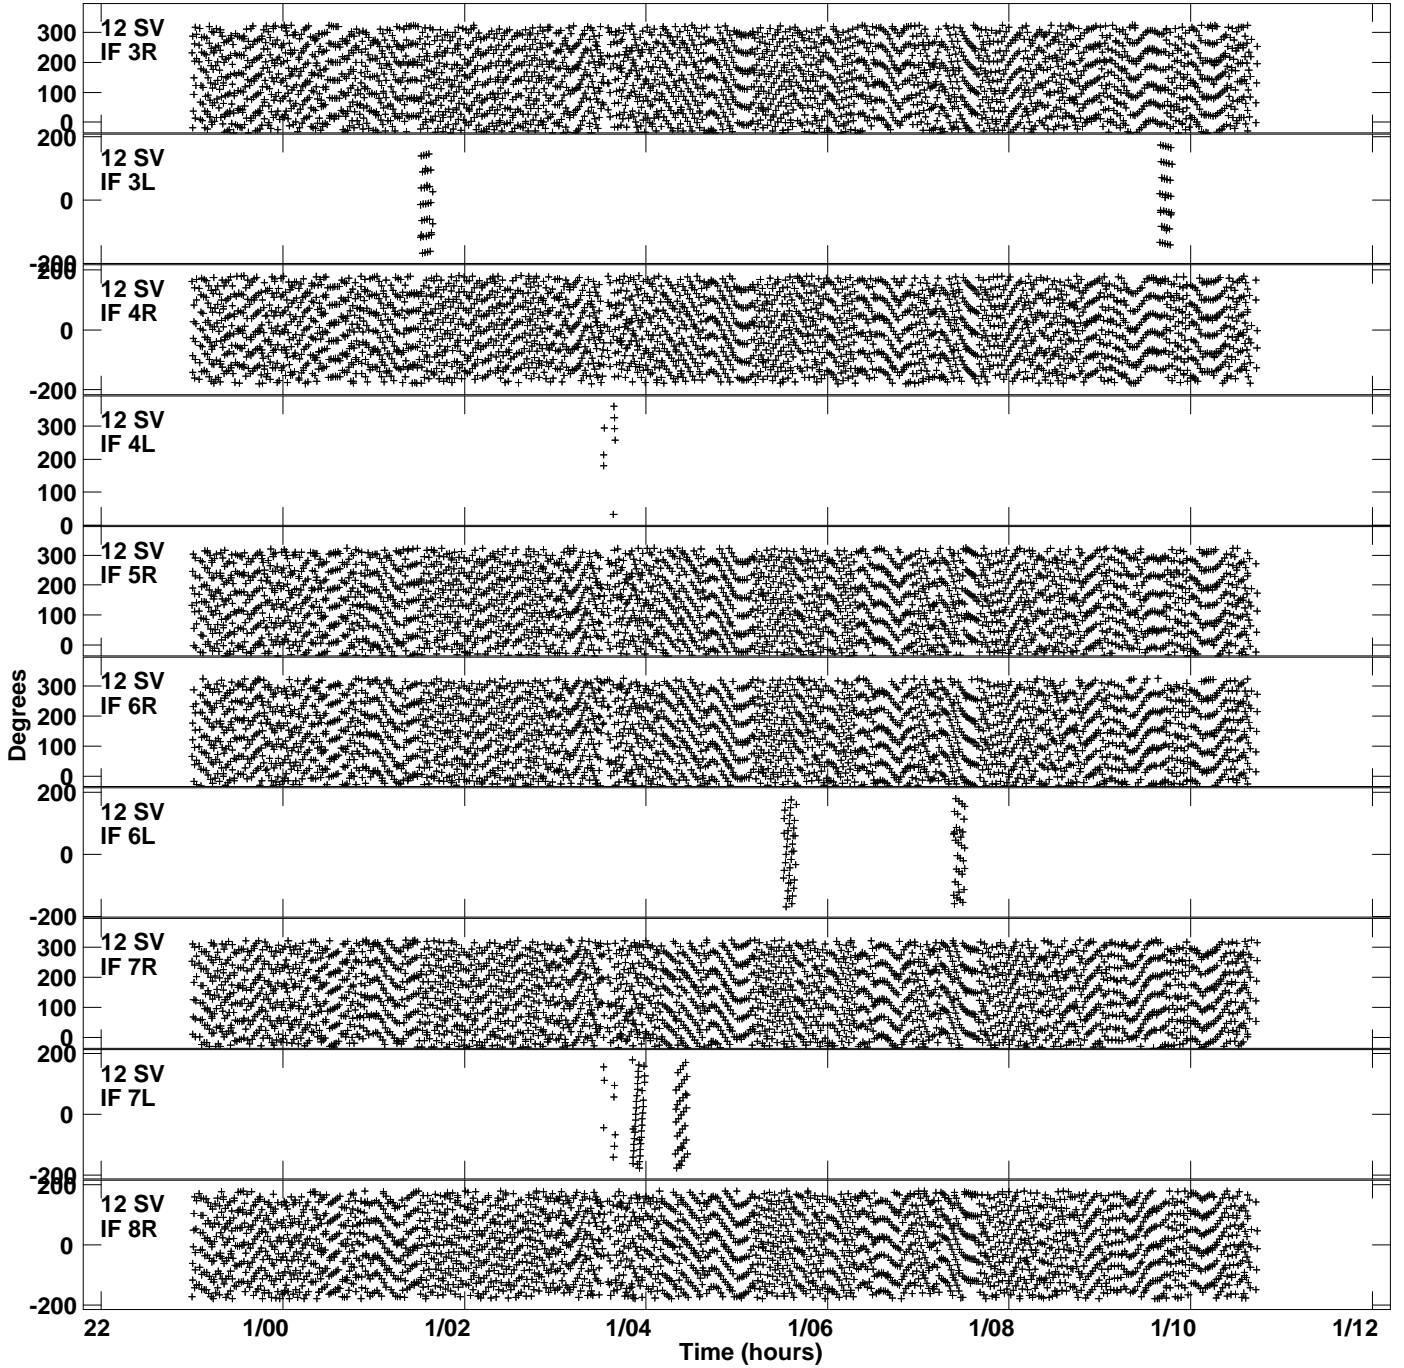 12 SV
IF 3R
300
200
100
0
200
12 SV
IF 3L
0
-200
200
12 SV
IF 4R
0
-200
12 SV
IF 4L
300
200
100
0
12 SV
IF 5R
300
200
100
0
12 SV
IF 6R
300
200
100
0
Degrees
200
12 SV
IF 6L
0
-200
12 SV
IF 7R
300
200
100
0
200
12 SV
IF 7L
0
-200
200
12 SV
IF 8R
0
-200
22 1/00 1/02 1/04 1/06 1/08 1/10 1/12
Time (hours)